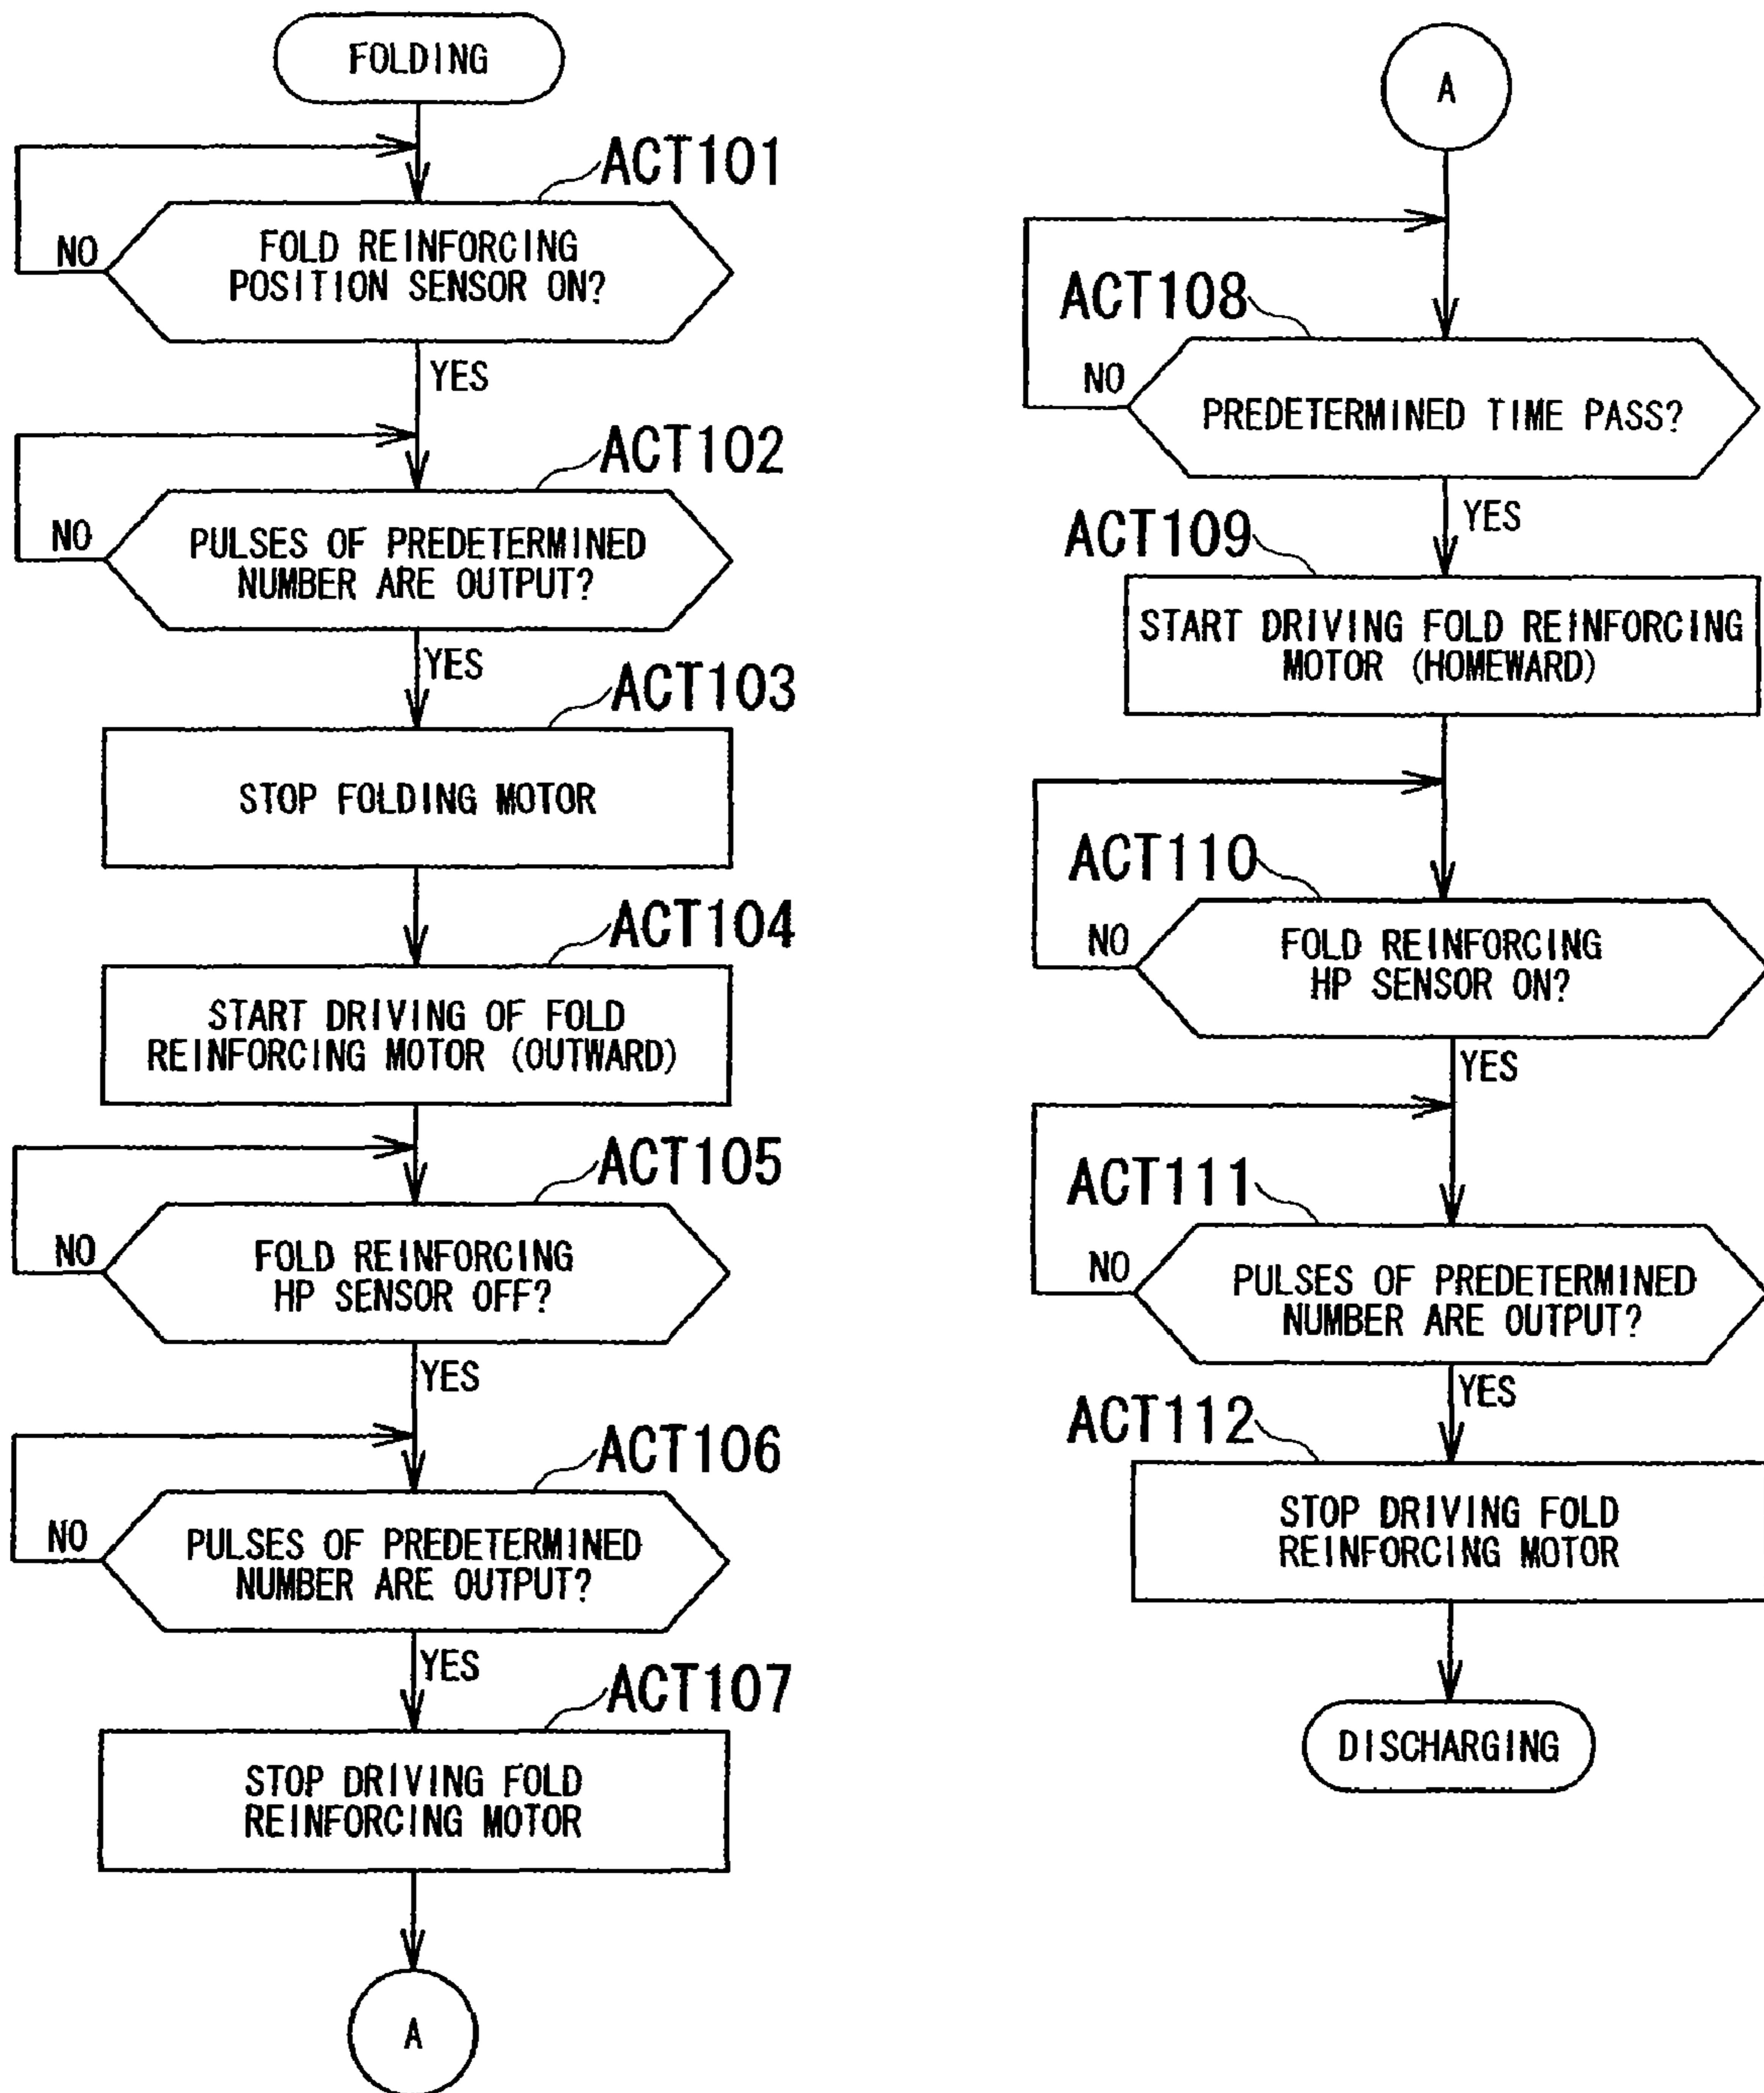 FOLDING
ACT101
FOLD REINFORCING
POSITION SENSOR ON?
NO
YES
ACT102
PULSES OF PREDETERMINED
NUMBER ARE OUTPUT?
NO
YES
ACT103
STOP FOLDING MOTOR
ACT104
START DRIVING OF FOLD
REINFORCING MOTOR (OUTWARD)
ACT105
FOLD REINFORCING
HP SENSOR OFF?
NO
YES
ACT106
PULSES OF PREDETERMINED
NUMBER ARE OUTPUT?
NO
YES
ACT107
STOP DRIVING FOLD
REINFORCING MOTOR
A
A
ACT108
PREDETERMINED TIME PASS?
NO
YES
ACT109
START DRIVING FOLD REINFORCING
MOTOR (HOMEWARD)
ACT110
FOLD REINFORCING
HP SENSOR ON?
NO
YES
ACT111
PULSES OF PREDETERMINED
NUMBER ARE OUTPUT?
NO
YES
ACT112
STOP DRIVING FOLD
REINFORCING MOTOR
DISCHARGING